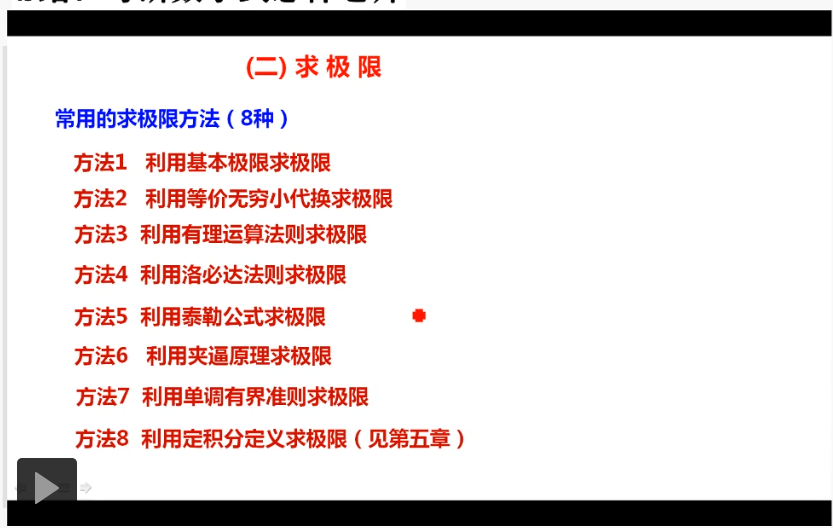 (二) 求 极 限
常用的求极限方法（8种）
方法1 利用基本极限求极限
方法2 利用等价无穷小代换求极限
方法3 利用有理运算法则求极限
方法4 利用洛必达法则求极限
方法5 利用泰勒公式求极限
方法6 利用夹逼原理求极限
方法7 利用单调有界准则求极限
方法8 利用定积分定义求极限（见第五章）